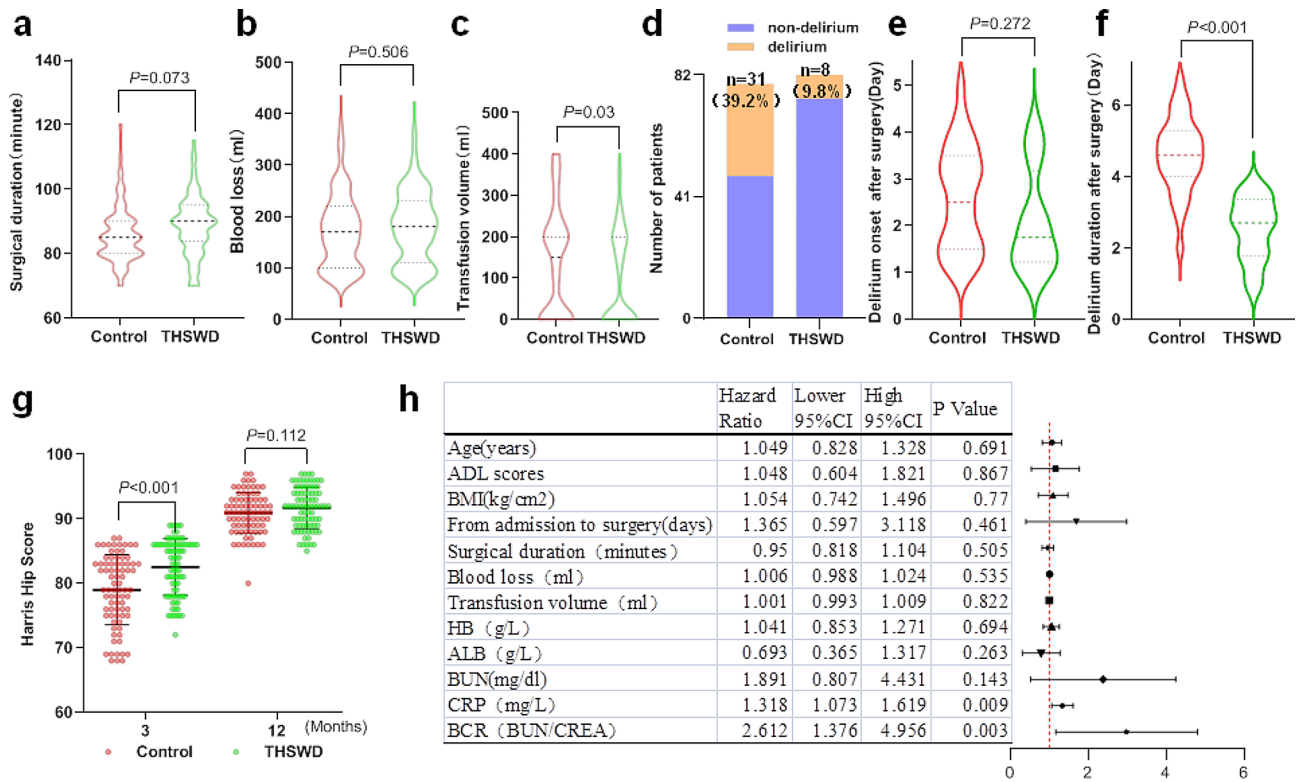 a
P=0.073
Surgical duration（minute）
140
120
100
80
60
Control
THSWD
b
P=0.506
Blood loss（ml）
500
400
300
200
100
0
Control
THSWD
c
P=0.03
Transfusion volume（ml）
500
400
300
200
100
0
Control THSWD
d
non-delirium
delirium
n=31
(39.2%)
n=8
(9.8%)
Number of patients
82
41
0
Control
THSWD
e
P=0.272
Delirium onset after surgery(Day)
6
5
4
3
2
1
0
Control
THSWD
f
P<0.001
Delirium duration after surgery (Day)
6
4
2
0
Control
THSWD
g
P<0.001
P=0.112
Harris Hip Score
100
90
80
70
60
3
12
(Months)
Control
THSWD
h
Hazard Ratio Lower 95%CI High 95%CI P Value
Age(years) 1.049 0.828 1.328 0.691
ADL scores 1.048 0.604 1.821 0.867
BMI(kg/cm2) 1.054 0.742 1.496 0.77
From admission to surgery(days) 1.365 0.597 3.118 0.461
Surgical duration（minutes） 0.95 0.818 1.104 0.505
Blood loss（ml） 1.006 0.988 1.024 0.535
Transfusion volume（ml） 1.001 0.993 1.009 0.822
HB（g/L） 1.041 0.853 1.271 0.694
ALB（g/L） 0.693 0.365 1.317 0.263
BUN(mg/dl) 1.891 0.807 4.431 0.143
CRP（mg/L） 1.318 1.073 1.619 0.009
BCR（BUN/CREA） 2.612 1.376 4.956 0.003
0 2 4 6